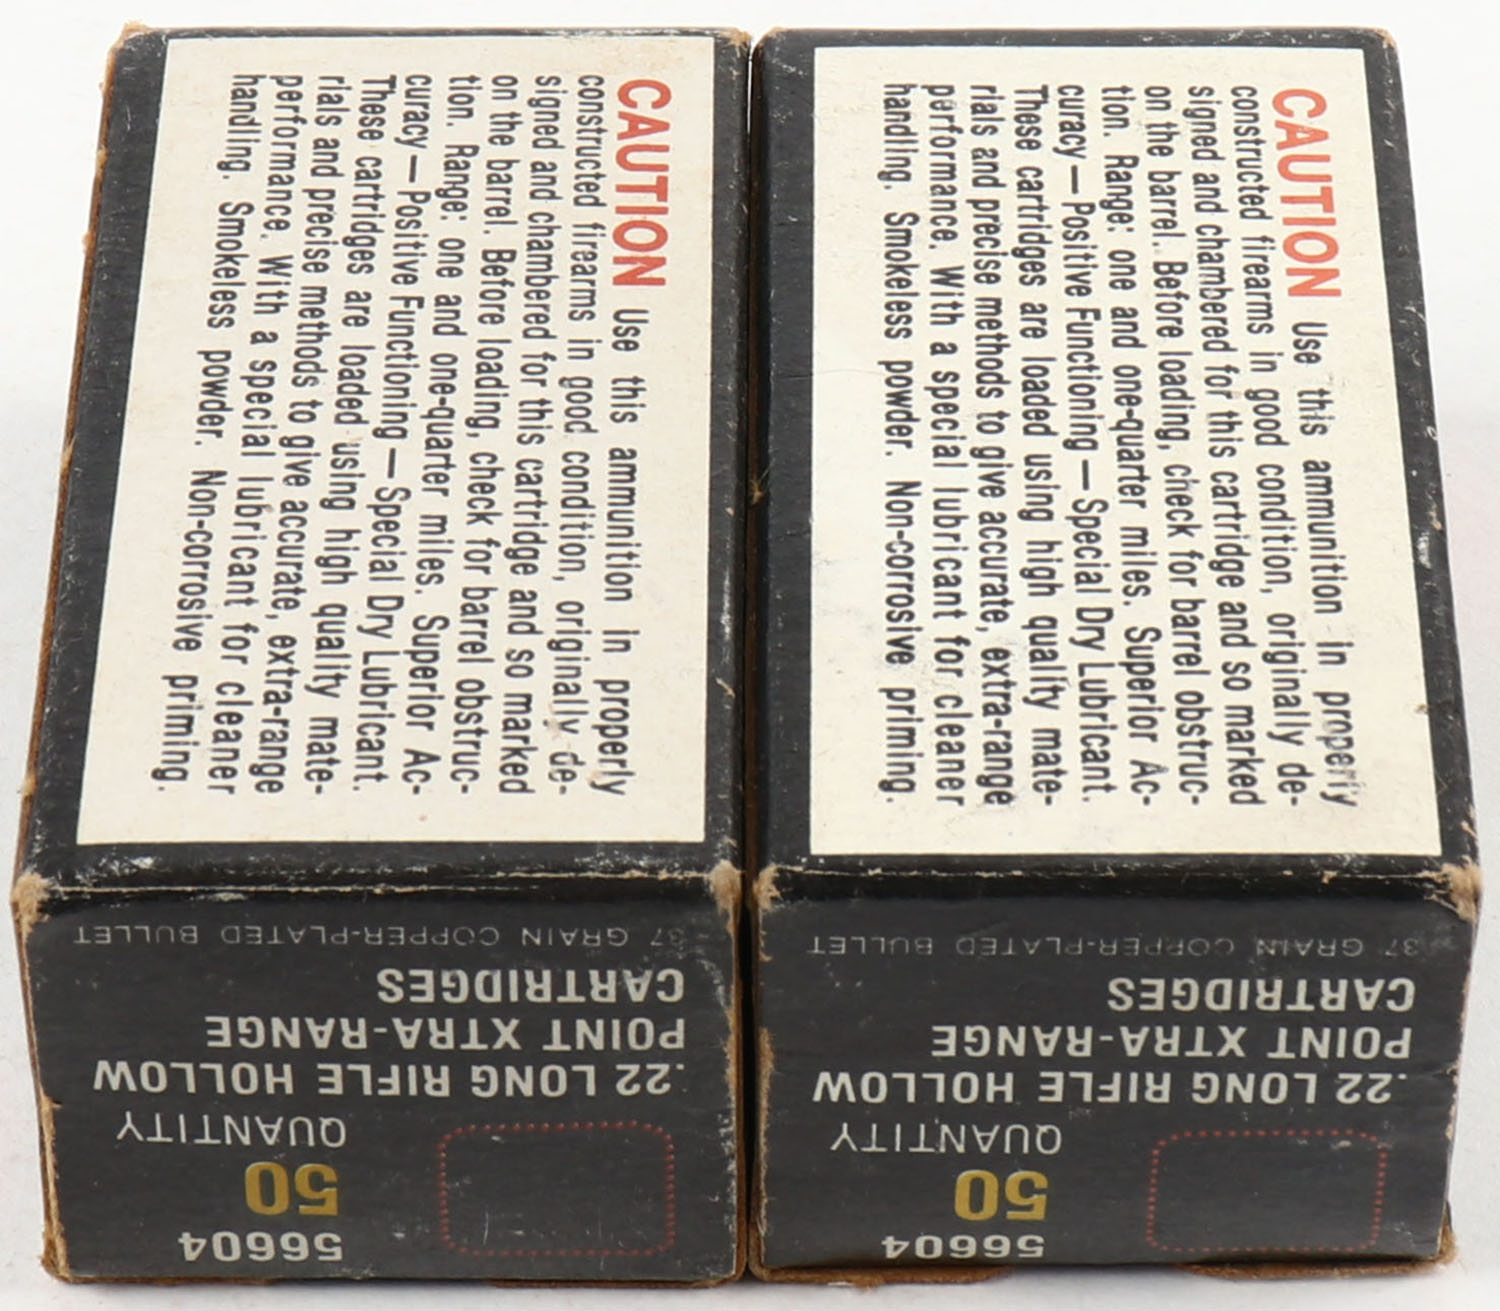 CAUTION Use this ammunition in properly
constructed firearms in good condition, originally de-
signed and chambered for this cartridge and so marked
on the barrel. Before loading, check for barrel obstruc-
tion. Range: one and one-quarter miles. Superior Ac-
curacy—Positive Functioning—Special Dry Lubricant.
These cartridges are loaded using high quality mate-
rials and precise methods to give accurate, extra-range
performance. With a special lubricant for cleaner
handling. Smokeless powder. Non-corrosive priming.
56604
50
QUANTITY
.22 LONG RIFLE HOLLOW
POINT XTRA-RANGE
CARTRIDGES
37 GRAIN COPPER-PLATED BULLET
CAUTION Use this ammunition in properly
constructed firearms in good condition, originally de-
signed and chambered for this cartridge and so marked
on the barrel. Before loading, check for barrel obstruc-
tion. Range: one and one-quarter miles. Superior Ac-
curacy—Positive Functioning—Special Dry Lubricant.
These cartridges are loaded using high quality mate-
rials and precise methods to give accurate, extra-range
performance. With a special lubricant for cleaner
handling. Smokeless powder. Non-corrosive priming.
56604
50
QUANTITY
.22 LONG RIFLE HOLLOW
POINT XTRA-RANGE
CARTRIDGES
37 GRAIN COPPER-PLATED BULLET